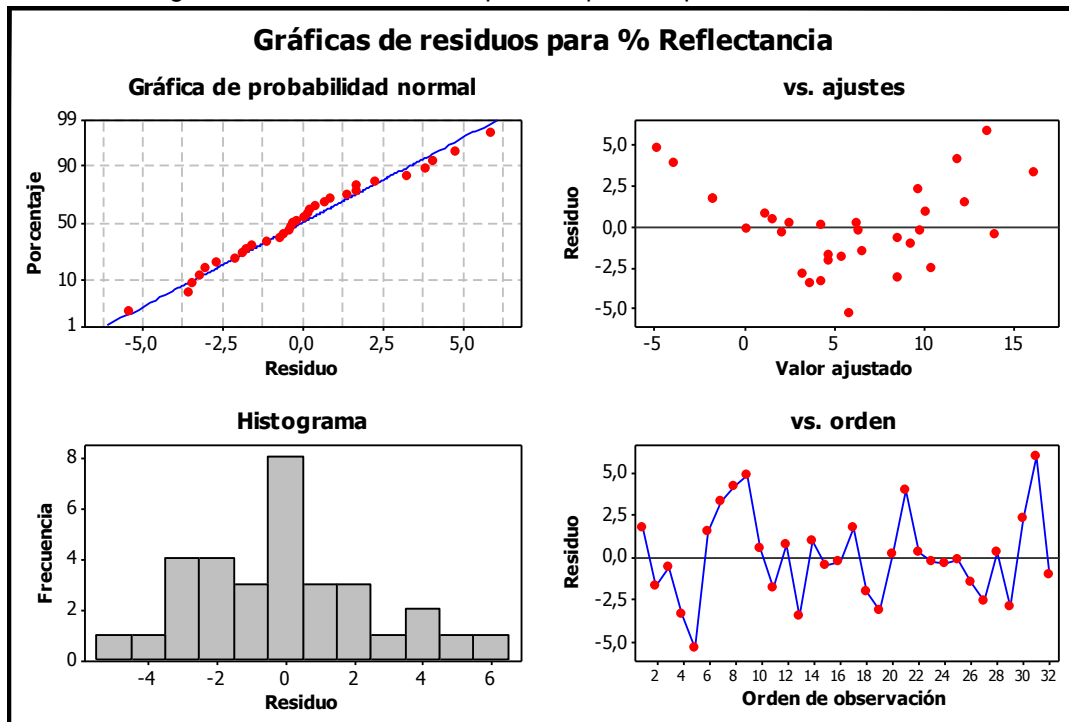 Gráficas de residuos para % Reflectancia
Gráfica de probabilidad normal
99
90
50
10
1
Porcentaje
-5,0 -2,5 0,0 2,5 5,0
Residuo
vs. ajustes
5,0
2,5
0,0
-2,5
-5,0
Residuo
-5 0 5 10 15
Valor ajustado
Histograma
8
6
4
2
0
Frecuencia
-4 -2 0 2 4 6
Residuo
vs. orden
5,0
2,5
0,0
-2,5
-5,0
Residuo
2 4 6 8 10 12 14 16 18 20 22 24 26 28 30 32
Orden de observación